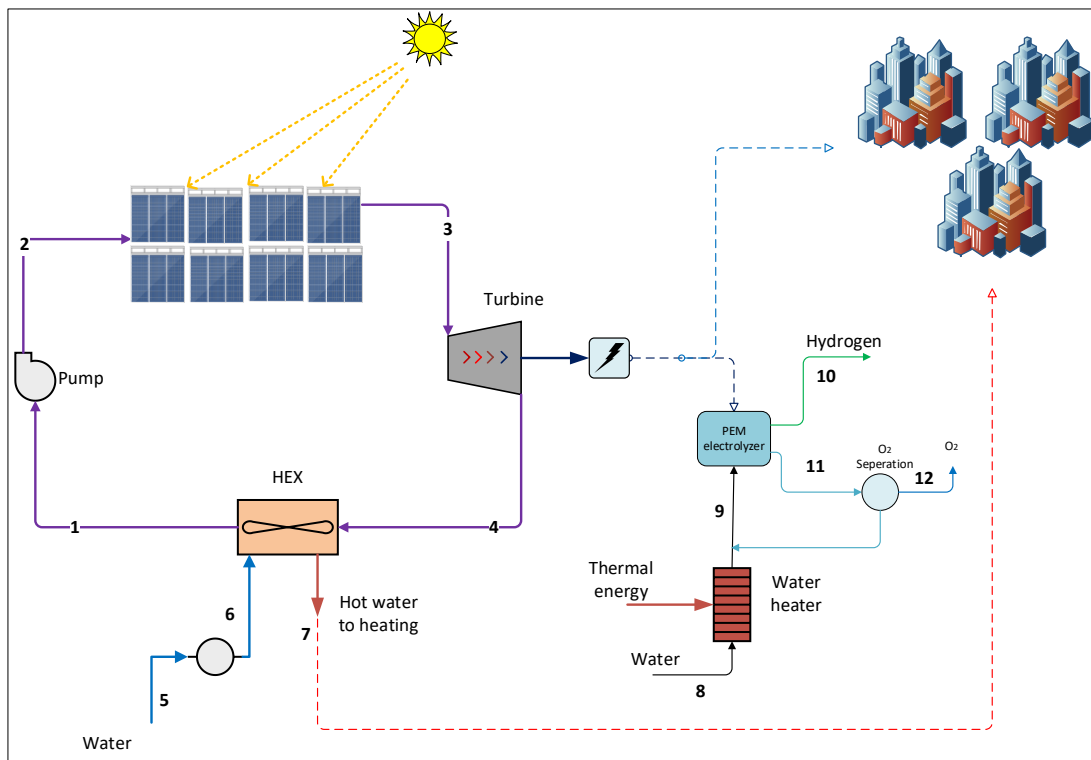 2
3
Turbine
Pump
Hydrogen
10
PEM
electrolyzer
O2
Seperation
O2
11
12
HEX
1
4
9
Thermal
energy
Water
heater
6
Hot water
to heating
7
5
Water
Water
8